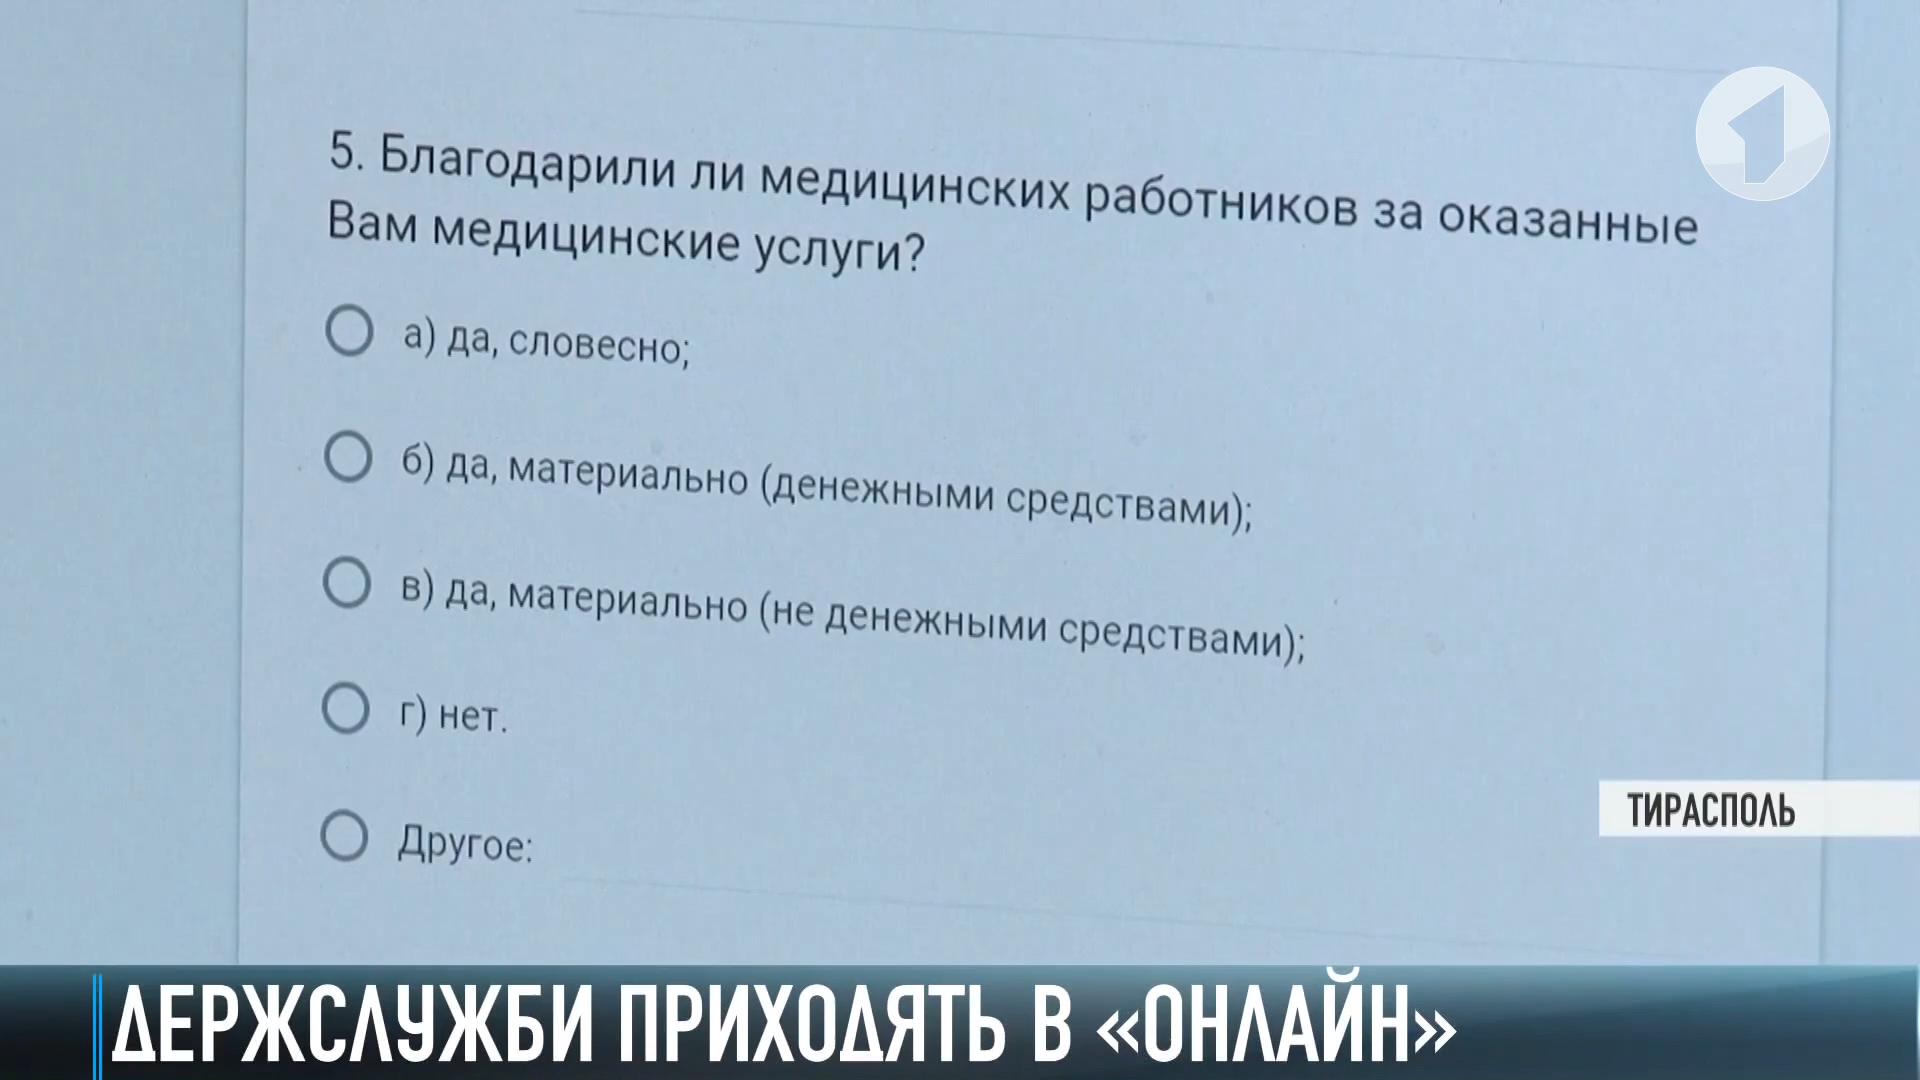 5. Благодарили ли медицинских работников за оказанные
Вам медицинские услуги?
а) да, словесно;
б) да, материально (денежными средствами);
в) да, материально (не денежными средствами);
г) нет.
Другое:
ТИРАСПОЛЬ
ДЕРЖСЛУЖБИ ПРИХОДЯТЬ В «ОНЛАЙН»